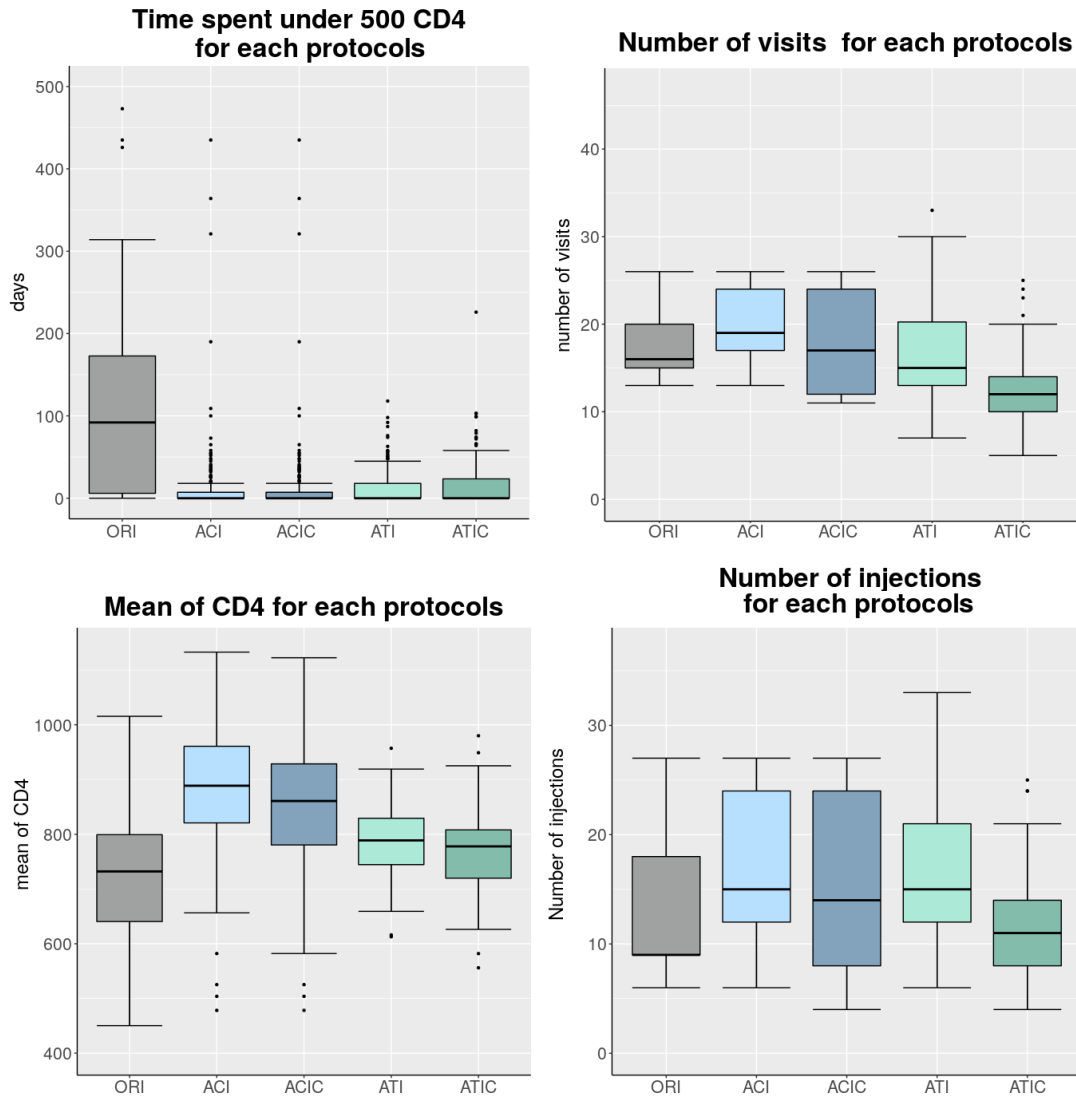 Time spent under 500 CD4
for each protocols
500
400
300
200
100
0
days
ORI ACI ACIC ATI ATIC
Number of visits for each protocols
40
30
20
10
0
number of visits
ORI ACI ACIC ATI ATIC
Mean of CD4 for each protocols
1000
800
600
400
mean of CD4
ORI ACI ACIC ATI ATIC
Number of injections
for each protocols
30
20
10
0
Number of injections
ORI ACI ACIC ATI ATIC